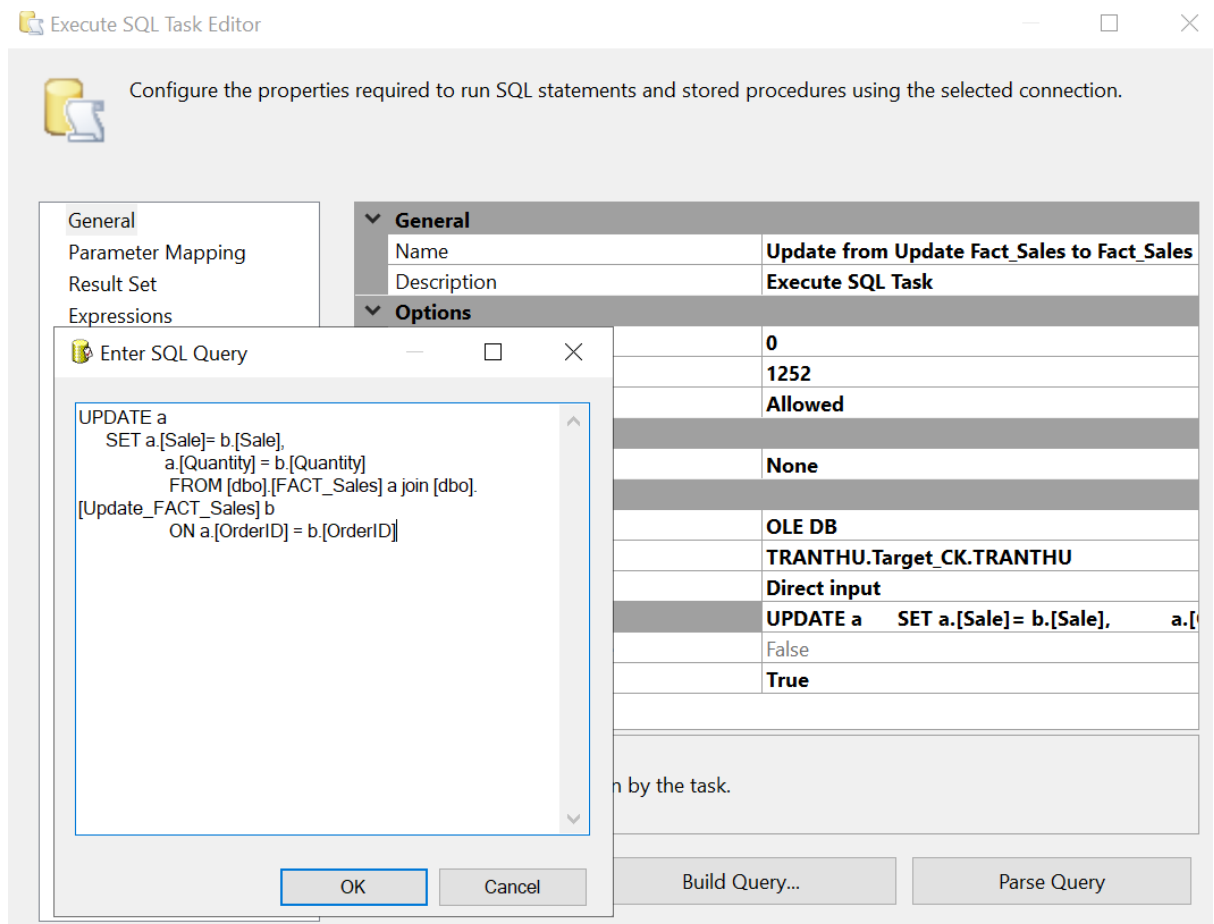 Execute SQL Task Editor
Configure the properties required to run SQL statements and stored procedures using the selected connection.
General
Parameter Mapping
Result Set
Expressions
General
Name Update from Update Fact_Sales to Fact_Sales
Description Execute SQL Task
Options
0
1252
Allowed
None
OLE DB
TRANTHU.Target_CK.TRANTHU
Direct input
UPDATE a SET a.[Sale]= b.[Sale], a.[
False
True
n by the task.
Build Query...
Parse Query
Enter SQL Query
UPDATE a
SET a.[Sale]= b.[Sale],
a.[Quantity] = b.[Quantity]
FROM [dbo].[FACT_Sales] a join [dbo].
[Update_FACT_Sales] b
ON a.[OrderID] = b.[OrderID]
OK
Cancel